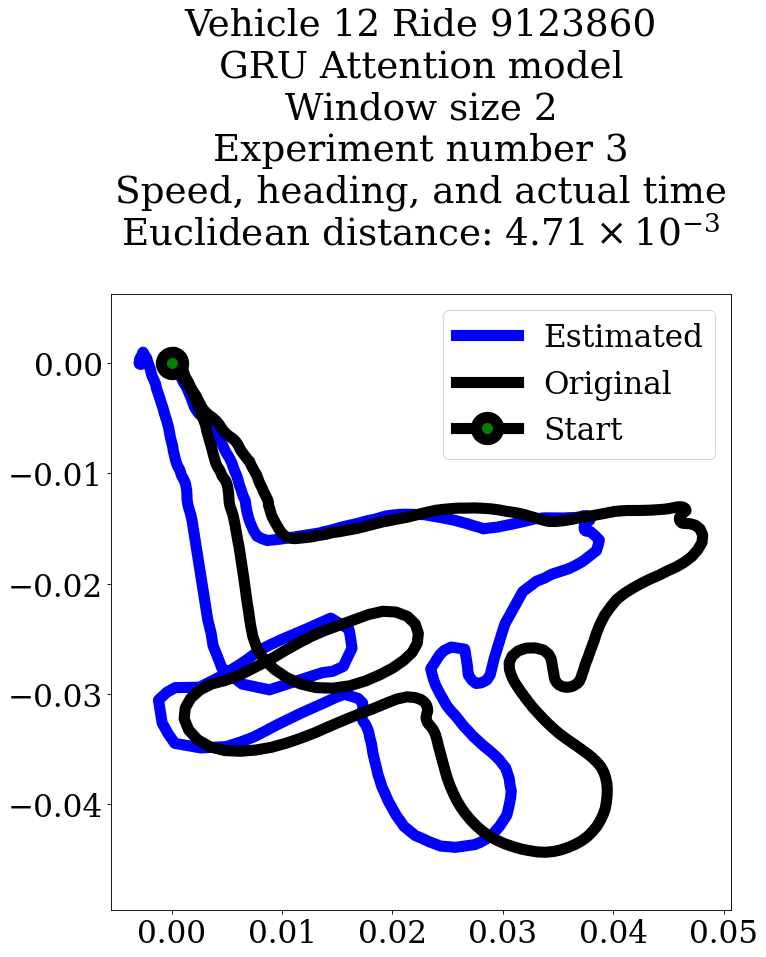 Vehicle 12 Ride 9123860
GRU Attention model
Window size 2
Experiment number 3
Speed, heading, and actual time
Euclidean distance: 4.71 × 10⁻³
Estimated
Original
Start
0.00
−0.01
−0.02
−0.03
−0.04
0.00 0.01 0.02 0.03 0.04 0.05